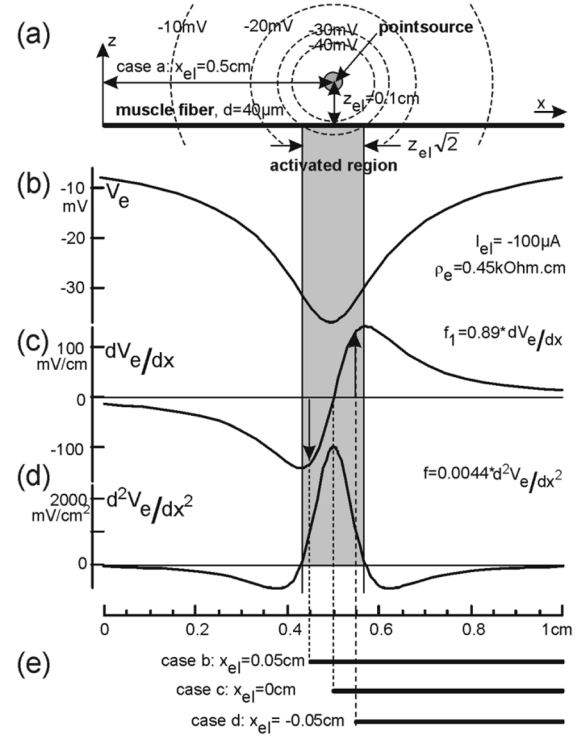 (a)
z
-10mV
-20mV
-30mV
-40mV
pointsource
case a: xel=0.5cm
zel=0.1cm
muscle fiber, d=40µm
x
zel√2
activated region
(b)
Ve
-10
mV
-20
-30
Iel= -100µA
ρe=0.45kOhm.cm
(c)
100
mV/cm
dVe/dx
f1=0.89*dVe/dx
0
-100
(d)
2000
mV/cm2
d2Ve/dx2
f=0.0044*d2Ve/dx2
0
0 0.2 0.4 0.6 0.8 1cm
(e)
case b: xel=0.05cm
case c: xel=0cm
case d: xel= -0.05cm